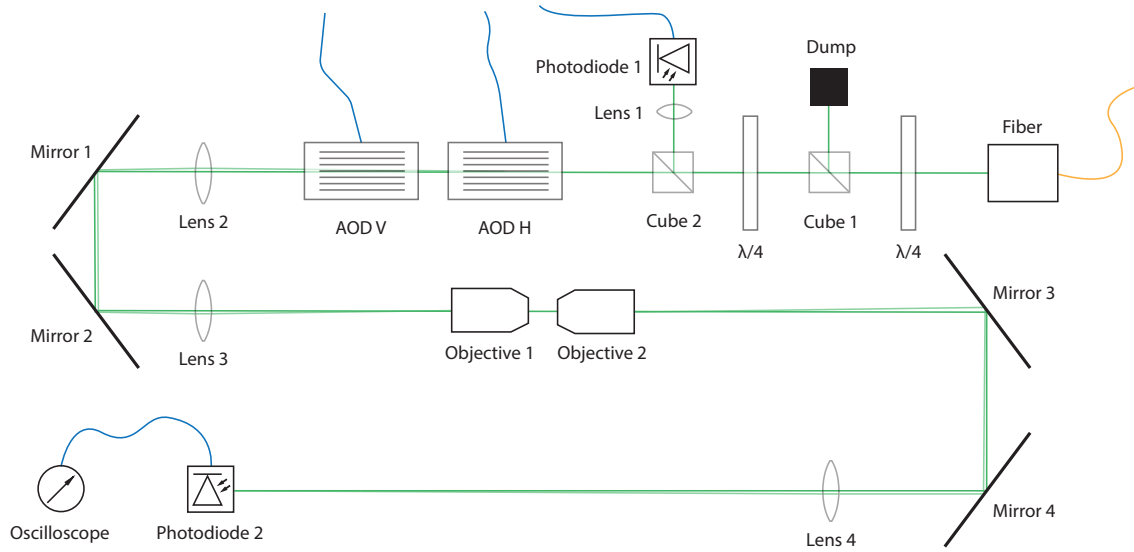 Dump
Photodiode 1
Lens 1
Fiber
Mirror 1
Lens 2
AOD V
AOD H
Cube 2
λ/4
Cube 1
λ/4
Mirror 2
Lens 3
Objective 1
Objective 2
Mirror 3
Oscilloscope
Photodiode 2
Lens 4
Mirror 4